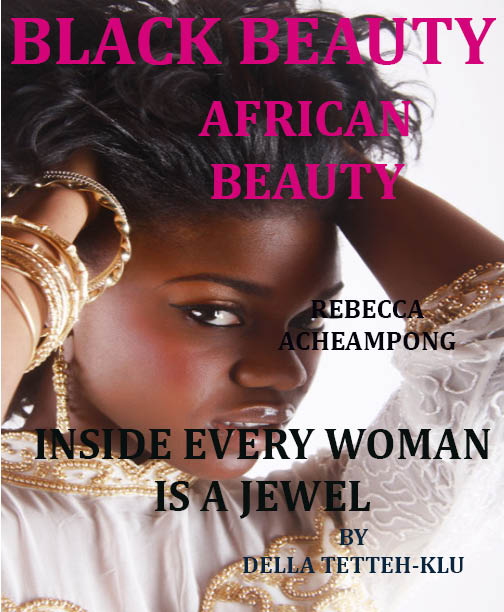 BLACK BEAUTY
AFRICAN
BEAUTY
REBECCA
ACHEAMPONG
INSIDE EVERY WOMAN
IS A JEWEL
BY
DELLA TETTEH-KLU